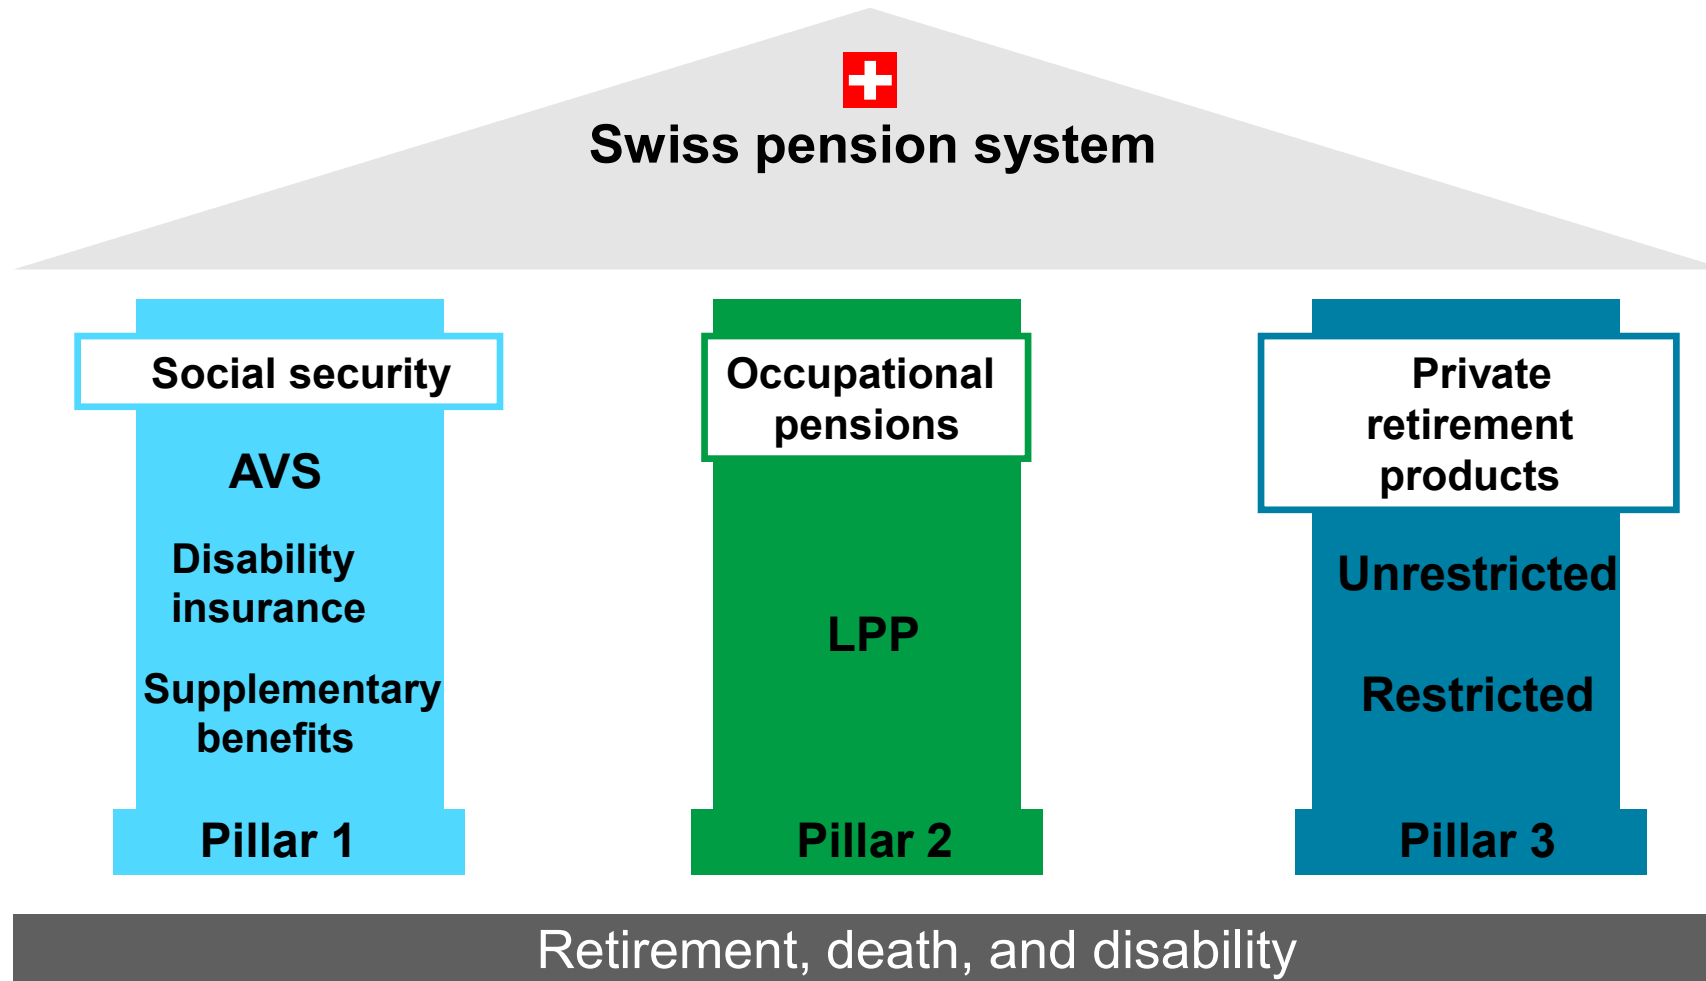 Swiss pension system
Social security
AVS
Disability
insurance
Supplementary
benefits
Pillar 1
Occupational
pensions
LPP
Pillar 2
Private
retirement
products
Unrestricted
Restricted
Pillar 3
Retirement, death, and disability